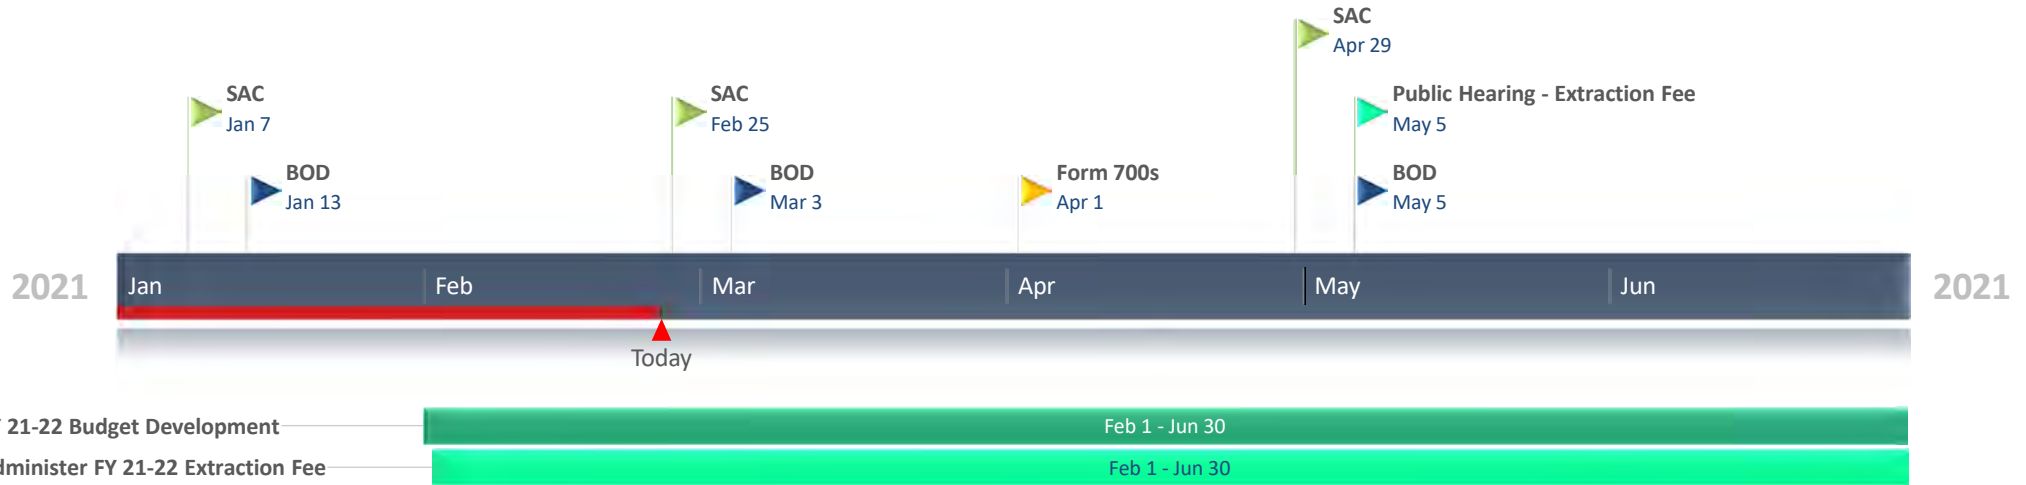 SAC
Apr 29
SAC
Jan 7
SAC
Feb 25
Public Hearing - Extraction Fee
May 5
BOD
Jan 13
BOD
Mar 3
Form 700s
Apr 1
BOD
May 5
2021 Jan Feb Mar Apr May Jun 2021
Today
21-22 Budget Development Feb 1 - Jun 30
FY 21-22 Extraction Fee Feb 1 - Jun 30